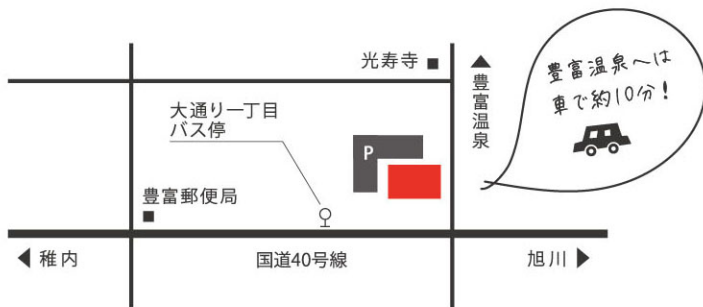 光寿寺
豊富温泉
豊富温泉へは
車で約10分!
大通り一丁目
バス停
P
豊富郵便局
稚内
国道40号線
旭川